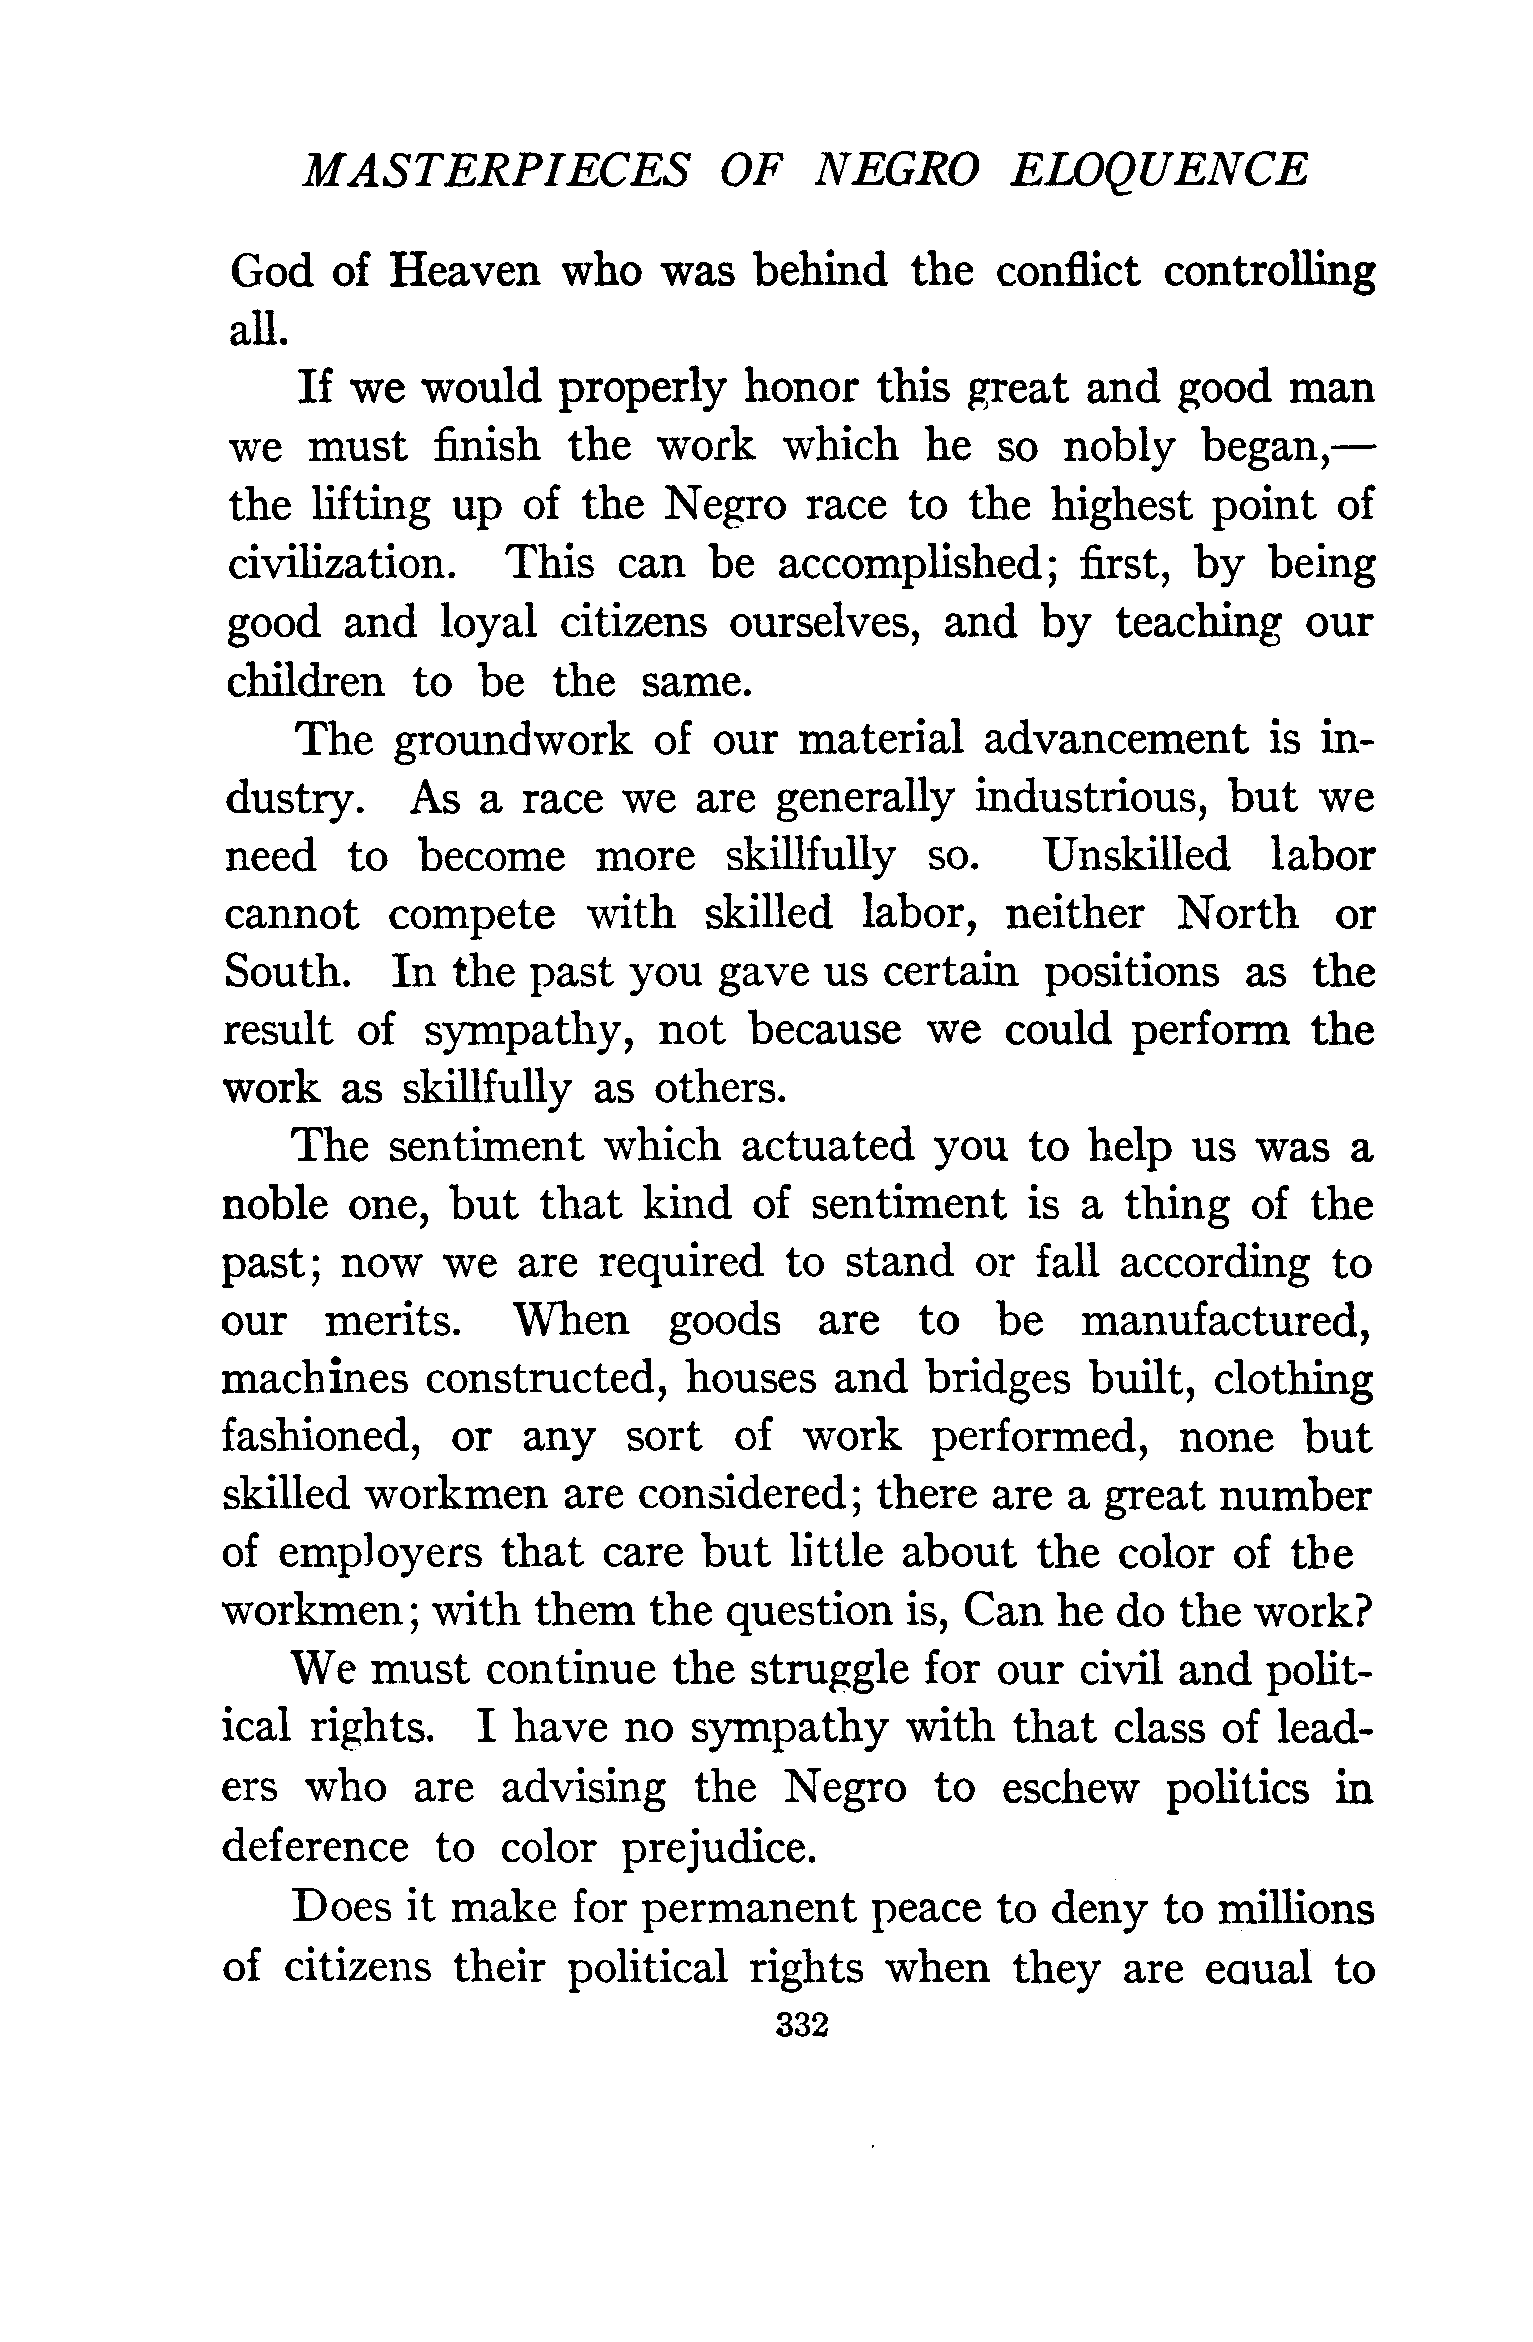 MASTERPIECES OF NEGRO ELOQUENCE
God of Heaven who was behind the conflict controlling
all.
If we would properly honor this great and good man
we must finish the work which he so nobly began,—
the lifting up of the Negro race to the highest point of
civilization. This can be accomplished; first, by being
good and loyal citizens ourselves, and by teaching our
children to be the same.
The groundwork of our material advancement is in-
dustry. As a race we are generally industrious, but we
need to become more skillfully so. Unskilled labor
cannot compete with skilled labor, neither North or
South. In the past you gave us certain positions as the
result of sympathy, not because we could perform the
work as skillfully as others.
The sentiment which actuated you to help us was a
noble one, but that kind of sentiment is a thing of the
past; now we are required to stand or fall according to
our merits. When goods are to be manufactured,
machines constructed, houses and bridges built, clothing
fashioned, or any sort of work performed, none but
skilled workmen are considered; there are a great number
of employers that care but little about the color of the
workmen; with them the question is, Can he do the work?
We must continue the struggle for our civil and polit-
ical rights. I have no sympathy with that class of lead-
ers who are advising the Negro to eschew politics in
deference to color prejudice.
Does it make for permanent peace to deny to millions
of citizens their political rights when they are equal to
332